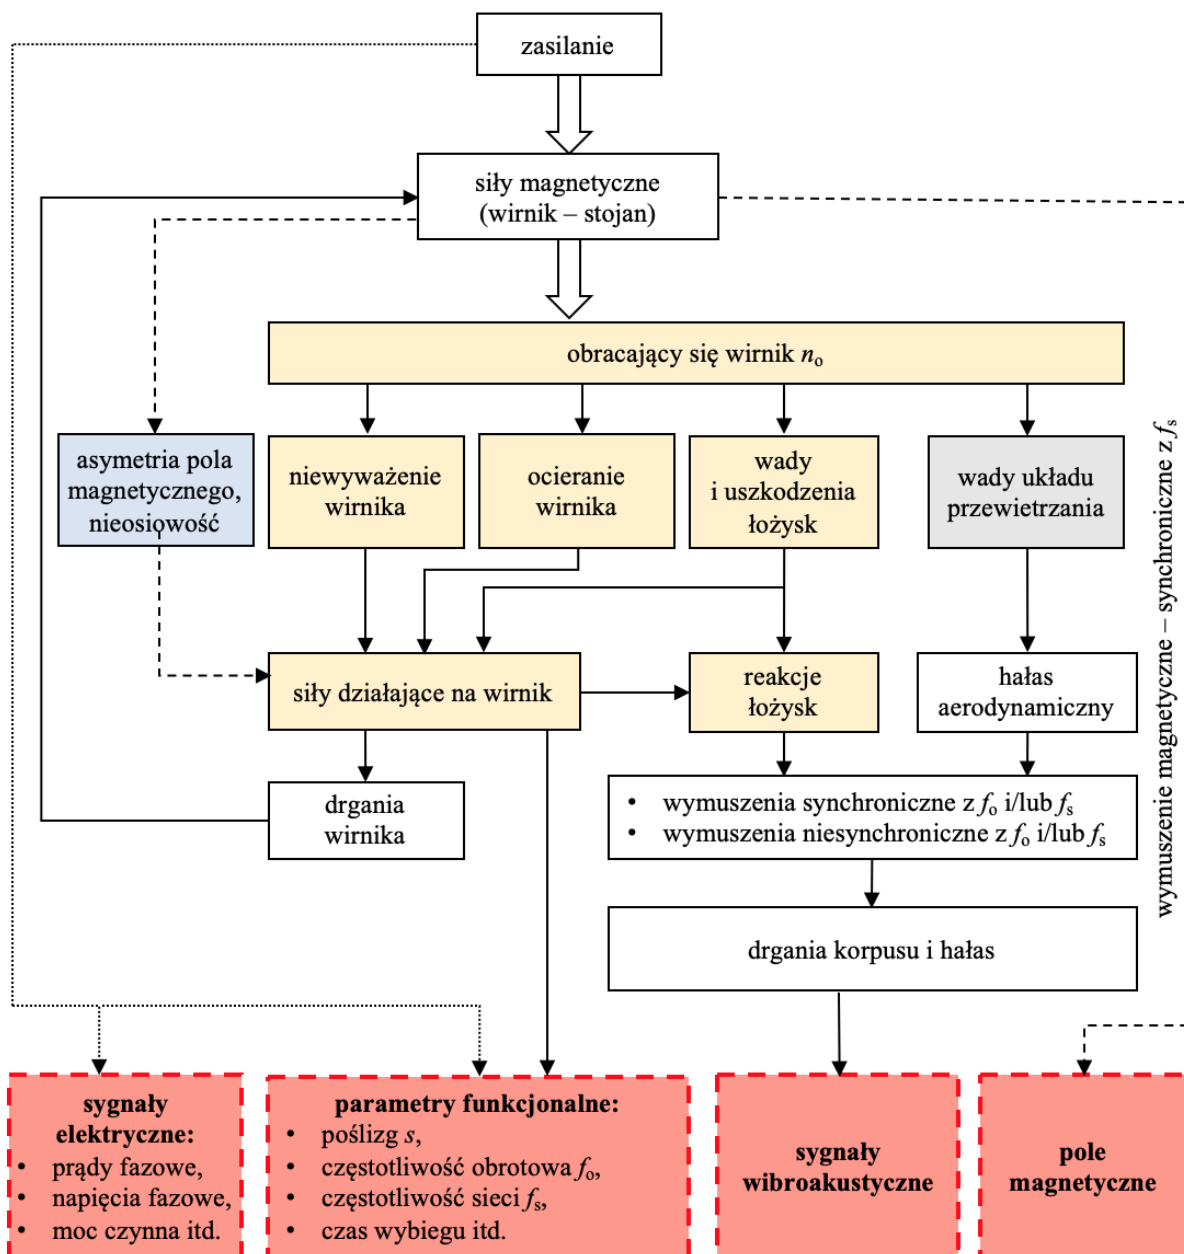 zasilanie
siły magnetyczne
(wirnik – stojan)
obracający się wirnik nₒ
asymetria pola
magnetycznego,
nieosiowość
niewyważenie
wirnika
ocieranie
wirnika
wady
i uszkodzenia
łożysk
wady układu
przewietrzania
siły działające na wirnik
reakcje
łożysk
hałas
aerodynamiczny
drgania
wirnika
• wymuszenia synchroniczne z fₒ i/lub fₛ
• wymuszenia niesynchroniczne z fₒ i/lub fₛ
drgania korpusu i hałas
wymuszenie magnetyczne – synchroniczne z fₛ
sygnały
elektryczne:
• prądy fazowe,
• napięcia fazowe,
• moc czynna itd.
parametry funkcjonalne:
• poślizg s,
• częstotliwość obrotowa fₒ,
• częstotliwość sieci fₛ,
• czas wybiegu itd.
sygnały
wibroakustyczne
pole
magnetyczne